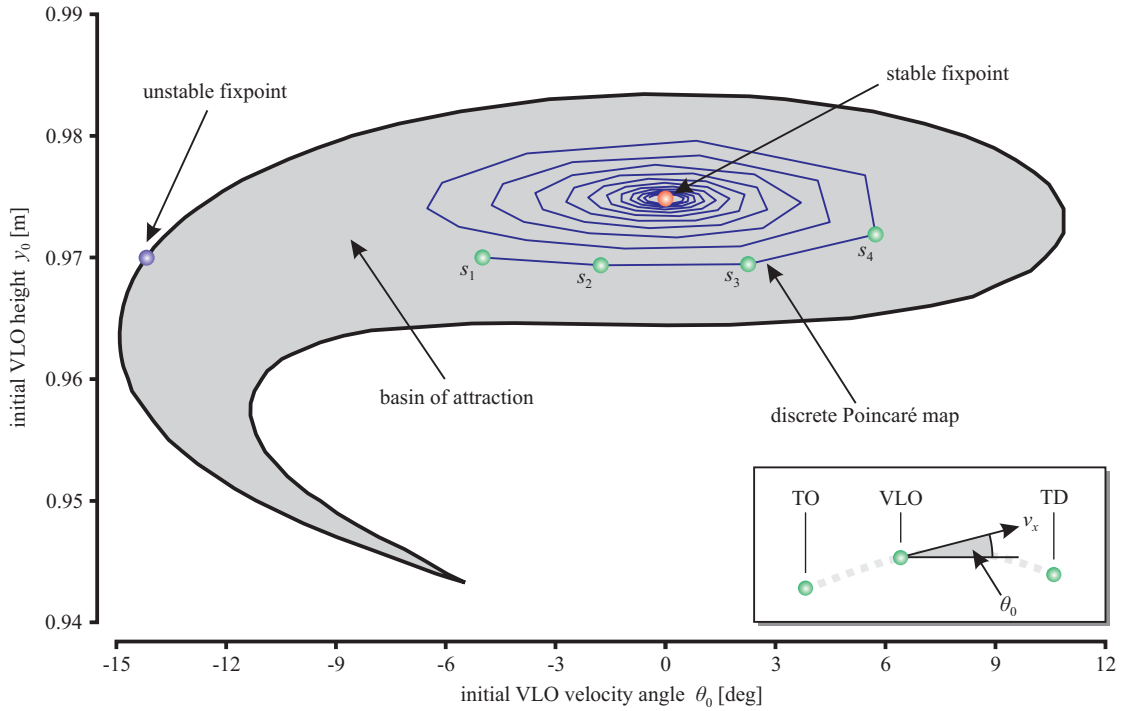 0.99
0.98
0.97
0.96
0.95
0.94
initial VLO height y₀ [m]
unstable fixpoint
stable fixpoint
s₁
s₂
s₃
s₄
basin of attraction
discrete Poincaré map
TO
VLO
TD
vₓ
θ₀
-15
-12
-9
-6
-3
0
3
6
9
12
initial VLO velocity angle θ₀ [deg]